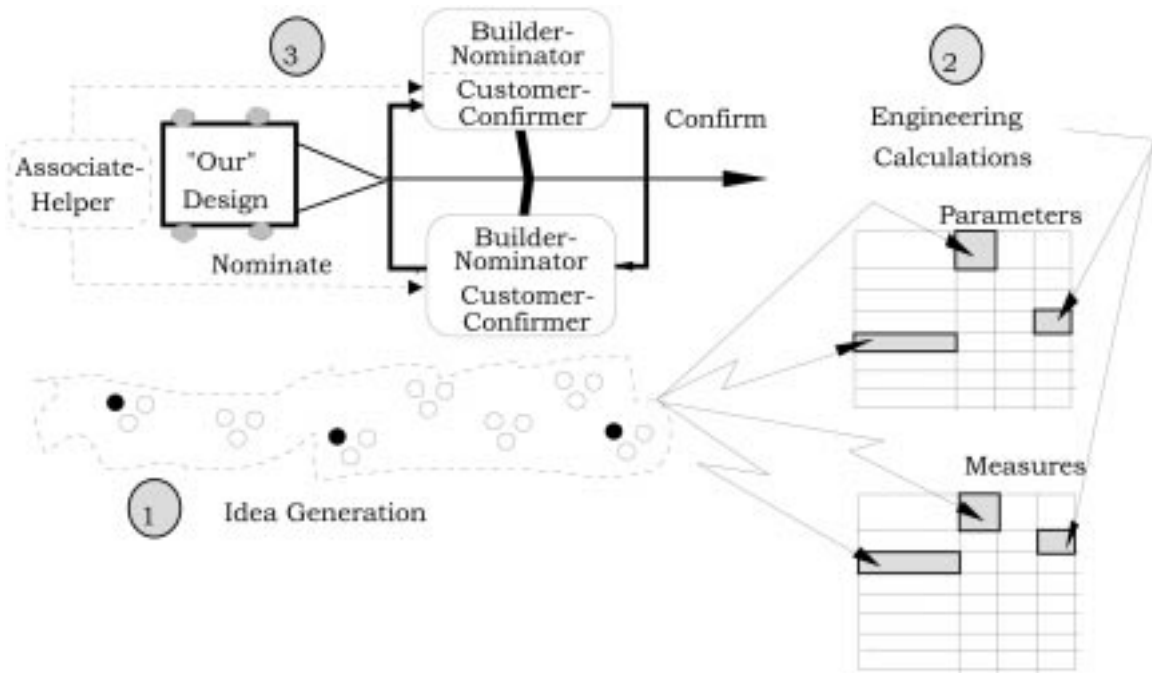 3
Builder-
Nominator
Customer-
Confirmer
Confirm
2
Engineering
Calculations
Associate-
Helper
"Our"
Design
Nominate
Builder-
Nominator
Customer-
Confirmer
Parameters
Measures
1
Idea Generation